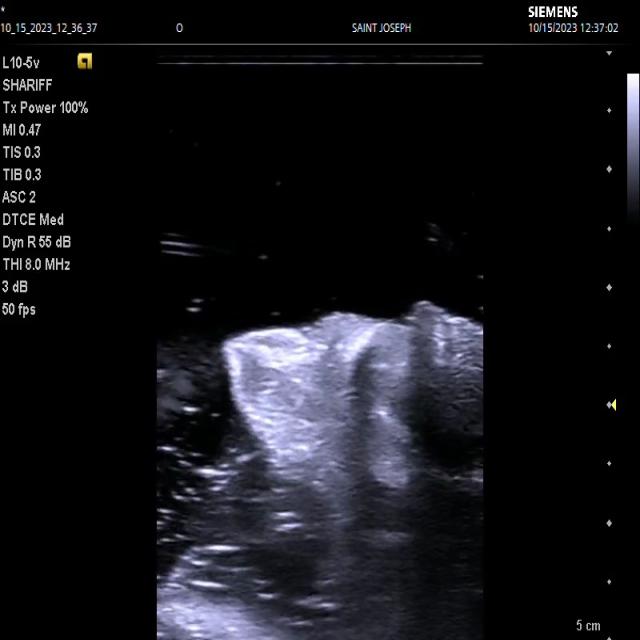 *
SIEMENS
10_15_2023_12_36_37 O SAINT JOSEPH 10/15/2023 12:37:02
L10-5v
SHARIFF
Tx Power 100%
MI 0.47
TIS 0.3
TIB 0.3
ASC 2
DTCE Med
Dyn R 55 dB
THI 8.0 MHz
3 dB
50 fps
5 cm